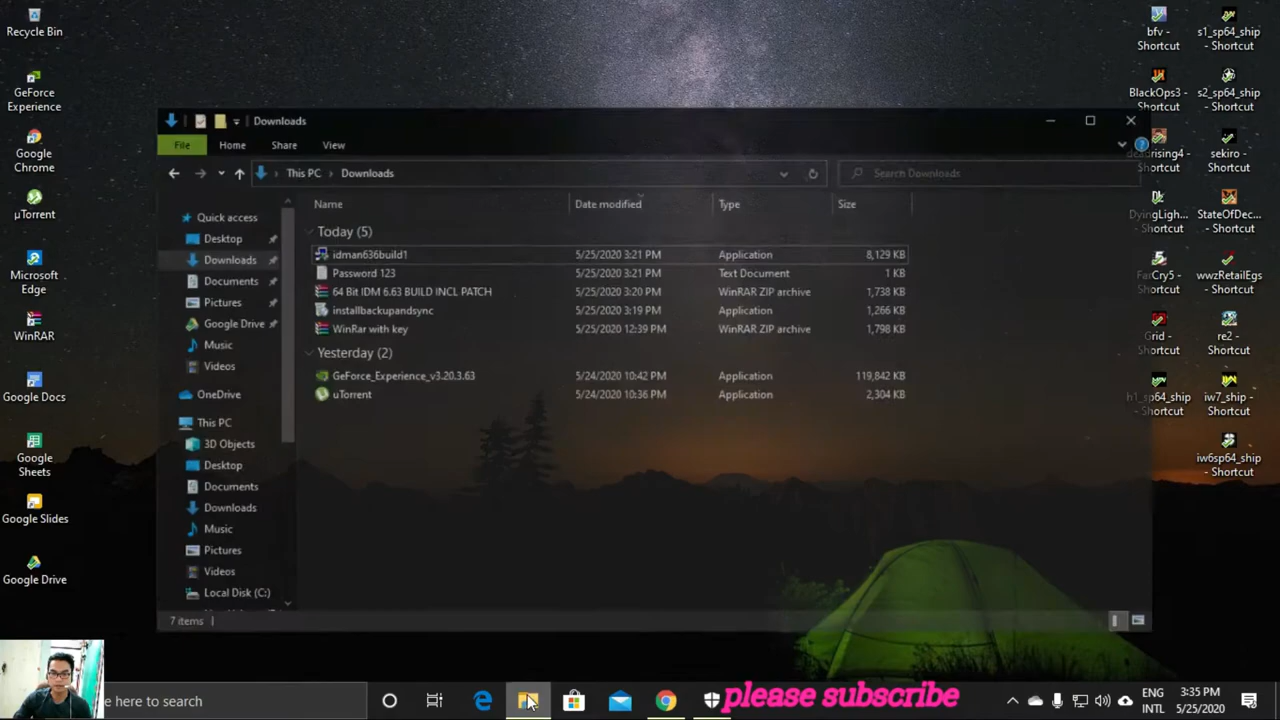 Recycle Bin
GeForce
Experience
Google
Chrome
µTorrent
Microsoft
Edge
WinRAR
Google Docs
Google
Sheets
Google Slides
Google Drive
Downloads
File Home Share View
This PC Downloads
Search Downloads
Name Date modified Type Size
Quick access
Desktop
Downloads
Documents
Pictures
Google Drive
Music
Videos
OneDrive
This PC
3D Objects
Desktop
Documents
Downloads
Music
Pictures
Videos
Local Disk (C:)
Today (5)
idman636build1 5/25/2020 3:21 PM Application 8,129 KB
Password 123 5/25/2020 3:21 PM Text Document 1 KB
64 Bit IDM 6.63 BUILD INCL PATCH 5/25/2020 3:20 PM WinRAR ZIP archive 1,738 KB
installbackupandsync 5/25/2020 3:19 PM Application 1,266 KB
WinRar with key 5/25/2020 12:39 PM WinRAR ZIP archive 1,798 KB
Yesterday (2)
GeForce_Experience_v3.20.3.63 5/24/2020 10:42 PM Application 119,842 KB
uTorrent 5/24/2020 10:36 PM Application 2,304 KB
7 items
bfv -
Shortcut
s1_sp64_ship
- Shortcut
BlackOps3 -
Shortcut
s2_sp64_ship
- Shortcut
deadrising4 -
Shortcut
sekiro -
Shortcut
DyingLigh...
- Shortcut
StateOfDec...
- Shortcut
FarCry5 -
Shortcut
wwzRetailEgs
- Shortcut
Grid -
Shortcut
re2 -
Shortcut
h1_sp64_ship
- Shortcut
iw7_ship -
Shortcut
iw6sp64_ship
- Shortcut
here to search
please subscribe
ENG
INTL
3:35 PM
5/25/2020